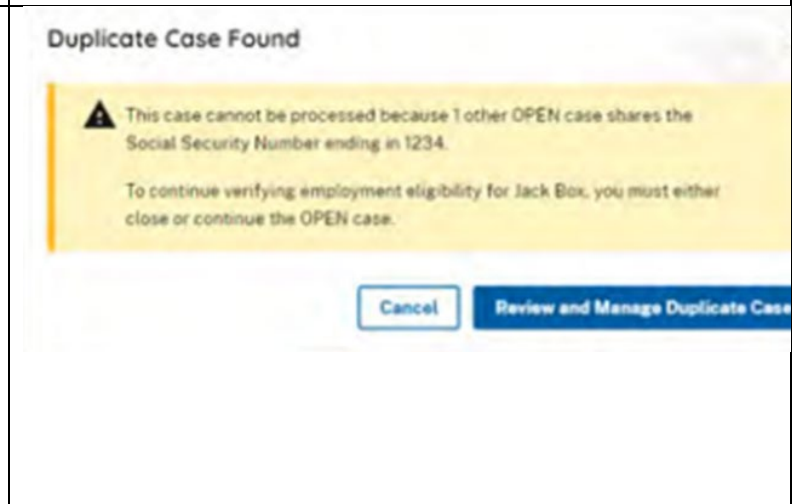 Duplicate Case Found
This case cannot be processed because 1 other OPEN case shares the
Social Security Number ending in 1234.
To continue verifying employment eligibility for Jack Box, you must either
close or continue the OPEN case.
Cancel
Review and Manage Duplicate Case